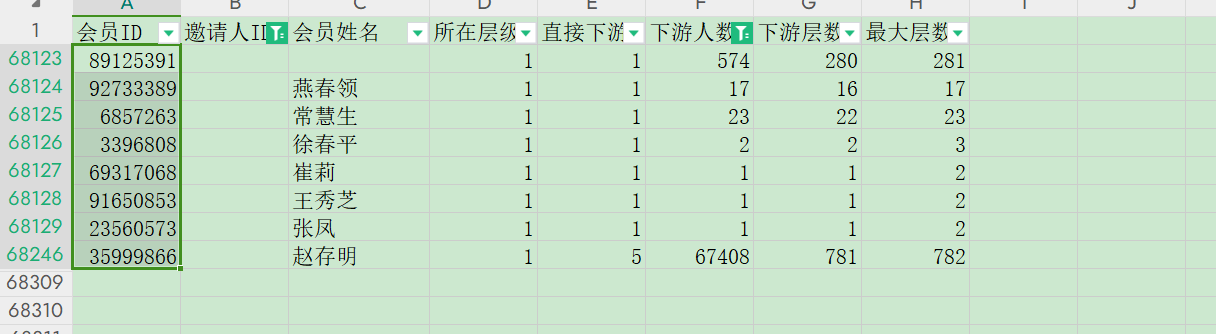 A B C D E F G H I J
1 会员ID 邀请人ID 会员姓名 所在层级 直接下游 下游人数 下游层数 最大层数
68123 89125391 1 1 574 280 281
68124 92733389 燕春领 1 1 17 16 17
68125 6857263 常慧生 1 1 23 22 23
68126 3396808 徐春平 1 1 2 2 3
68127 69317068 崔莉 1 1 1 1 2
68128 91650853 王秀芝 1 1 1 1 2
68129 23560573 张凤 1 1 1 1 2
68246 35999866 赵存明 1 5 67408 781 782
68309
68310